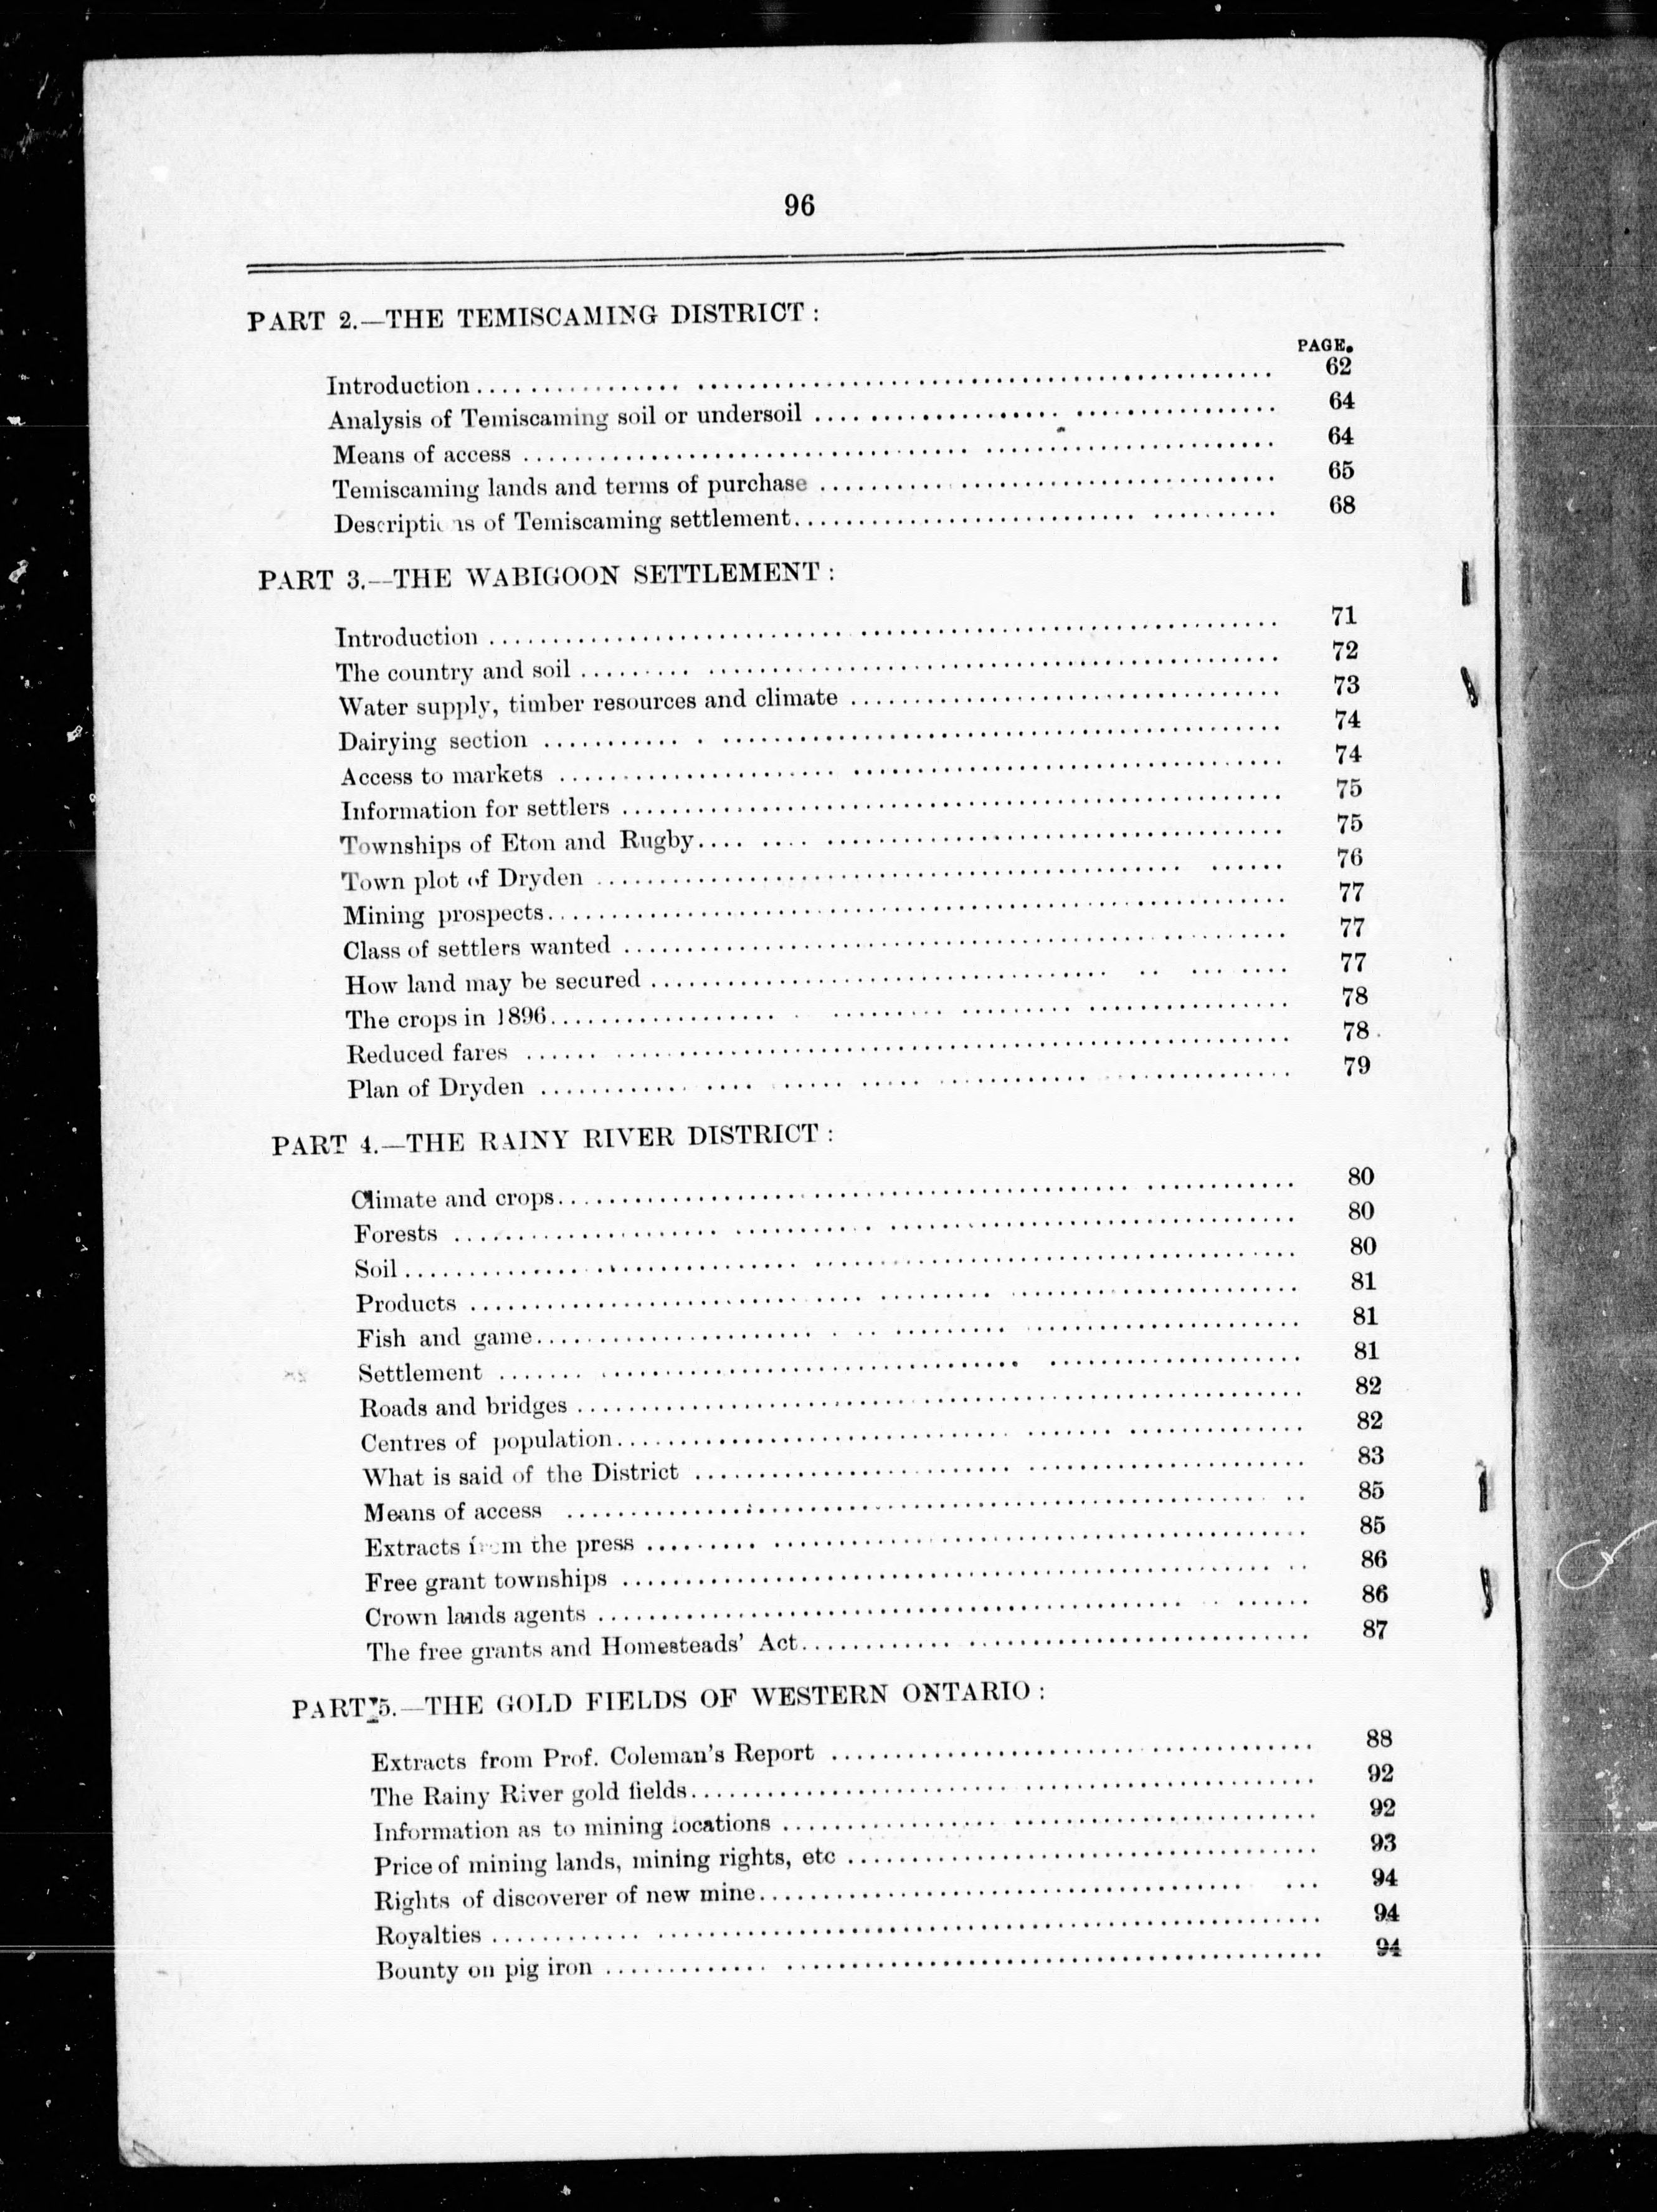 96
PART 2.—THE TEMISCAMING DISTRICT :
PAGE.
Introduction 62
Analysis of Temiscaming soil or undersoil 64
Means of access 64
Temiscaming lands and terms of purchase 65
Descriptions of Temiscaming settlement 68
PART 3.—THE WABIGOON SETTLEMENT :
Introduction 71
The country and soil 72
Water supply, timber resources and climate 73
Dairying section 74
Access to markets 74
Information for settlers 75
Townships of Eton and Rugby 75
Town plot of Dryden 76
Mining prospects 77
Class of settlers wanted 77
How land may be secured 77
The crops in 1896 78
Reduced fares 78
Plan of Dryden 79
PART 4.—THE RAINY RIVER DISTRICT :
Climate and crops 80
Forests 80
Soil 80
Products 81
Fish and game 81
Settlement 81
Roads and bridges 82
Centres of population 82
What is said of the District 83
Means of access 85
Extracts from the press 85
Free grant townships 86
Crown lands agents 86
The free grants and Homesteads' Act 87
PART 5.—THE GOLD FIELDS OF WESTERN ONTARIO :
Extracts from Prof. Coleman's Report 88
The Rainy River gold fields 92
Information as to mining locations 92
Price of mining lands, mining rights, etc 93
Rights of discoverer of new mine 94
Royalties 94
Bounty on pig iron 94